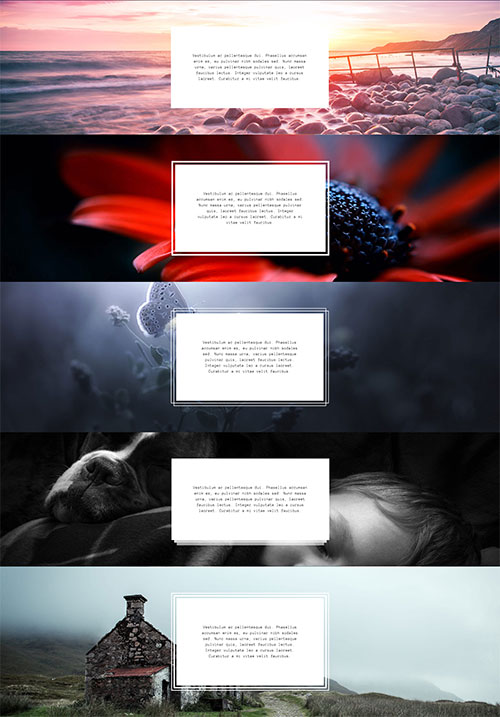 Vestibulum ac pellentesque dui. Phasellus accumsan
enim ex, eu pulvinar nibh sodales sed. Nunc massa
urna, varius pellentesque pulvinar quis, laoreet
faucibus lectus. Integer vulputate leo a cursus
laoreet. Curabitur a mi vitae velit faucibus.
Vestibulum ac pellentesque dui. Phasellus
accumsan enim ex, eu pulvinar nibh sodales sed.
Nunc massa urna, varius pellentesque pulvinar
quis, laoreet faucibus lectus. Integer
vulputate leo a cursus laoreet. Curabitur a mi
vitae velit faucibus.
Vestibulum ac pellentesque dui. Phasellus
accumsan enim ex, eu pulvinar nibh sodales
sed. Nunc massa urna, varius pellentesque
pulvinar quis, laoreet faucibus lectus.
Integer vulputate leo a cursus laoreet.
Curabitur a mi vitae velit faucibus.
Vestibulum ac pellentesque dui. Phasellus accumsan
enim ex, eu pulvinar nibh sodales sed. Nunc massa
urna, varius pellentesque pulvinar quis, laoreet
faucibus lectus. Integer vulputate leo a cursus
laoreet. Curabitur a mi vitae velit faucibus.
Vestibulum ac pellentesque dui. Phasellus
accumsan enim ex, eu pulvinar nibh sodales
sed. Nunc massa urna, varius pellentesque
pulvinar quis, laoreet faucibus lectus.
Integer vulputate leo a cursus laoreet.
Curabitur a mi vitae velit faucibus.